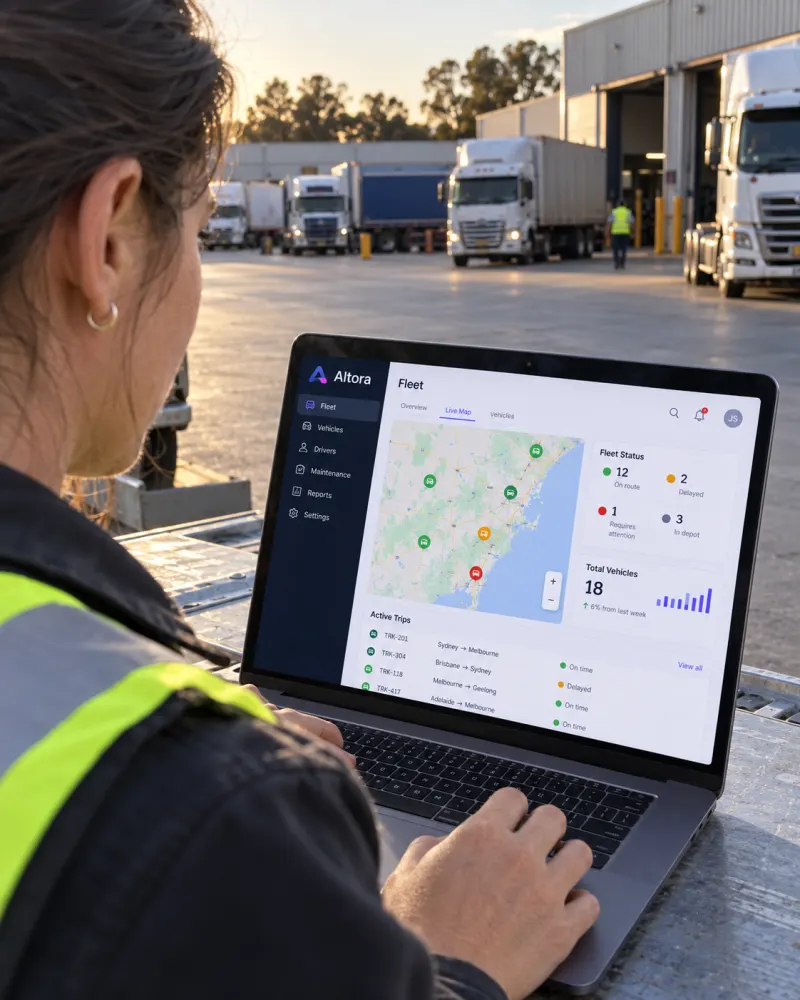 Altora
Fleet
Vehicles
Drivers
Maintenance
Reports
Settings
Fleet
Overview
Live Map
Vehicles
JS
Fleet Status
12
On route
2
Delayed
1
Requires
attention
3
In depot
Total Vehicles
18
↑ 6% from last week
+
−
Active Trips
View all
TRK-201 Sydney → Melbourne On time
TRK-304 Brisbane → Sydney Delayed
TRK-118 Melbourne → Geelong On time
TRK-417 Adelaide → Melbourne On time